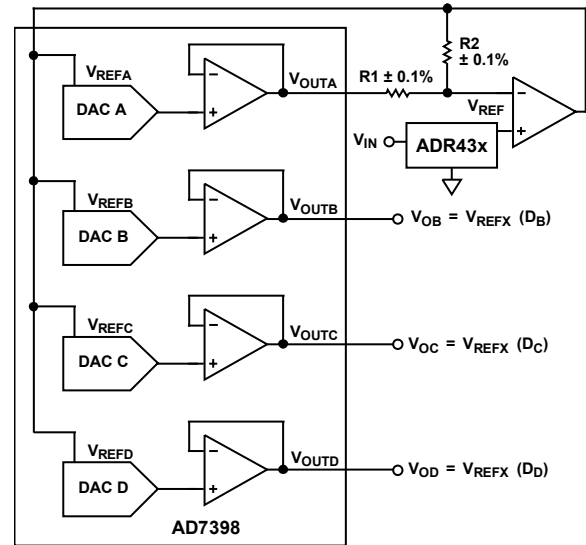 R2
± 0.1%
R1 ± 0.1%
VREFA
VOUTA
DAC A
VREF
VIN
ADR43x
VREFB
VOUTB
DAC B
VOB = VREFX (DB)
VREFC
VOUTC
DAC C
VOC = VREFX (DC)
VREFD
VOUTD
DAC D
VOD = VREFX (DD)
AD7398
− + − + − + − + − +